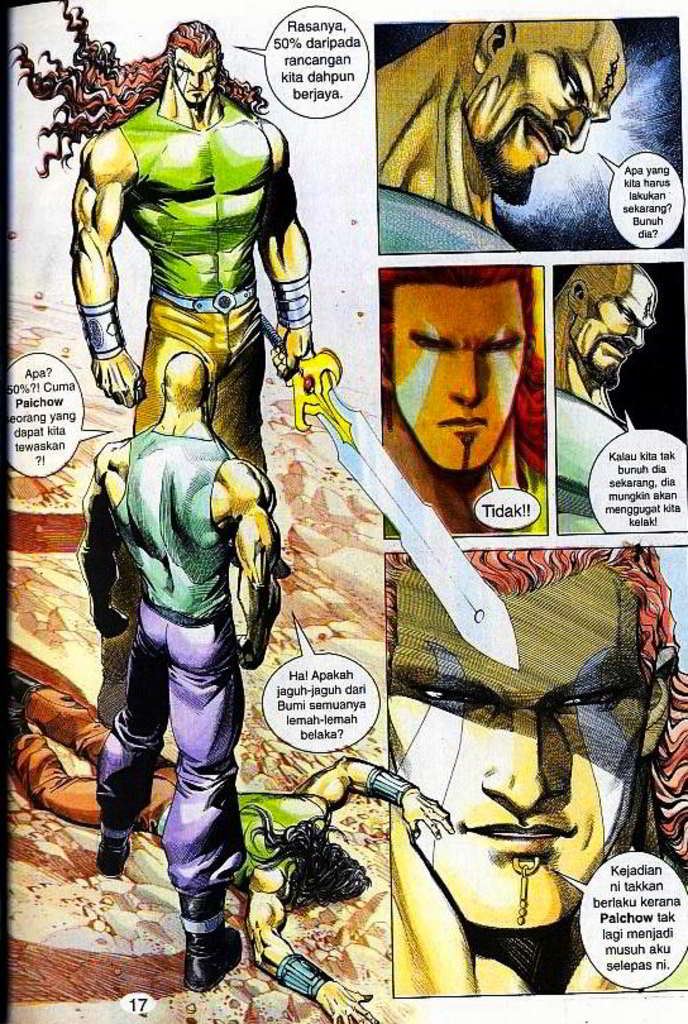 Rasanya,
50% daripada
rancangan
kita dahpun
berjaya.
Apa?
50%?! Cuma
Paichow
seorang yang
dapat kita
tewaskan
?!
Ha! Apakah
jaguh-jaguh dari
Bumi semuanya
lemah-lemah
belaka?
Apa yang
kita harus
lakukan
sekarang?
Bunuh
dia?
Tidak!!
Kalau kita tak
bunuh dia
sekarang, dia
mungkin akan
menggugat kita
kelak!
Kejadian
ni takkan
berlaku kerana
Paichow tak
lagi menjadi
musuh aku
selepas ni.
17